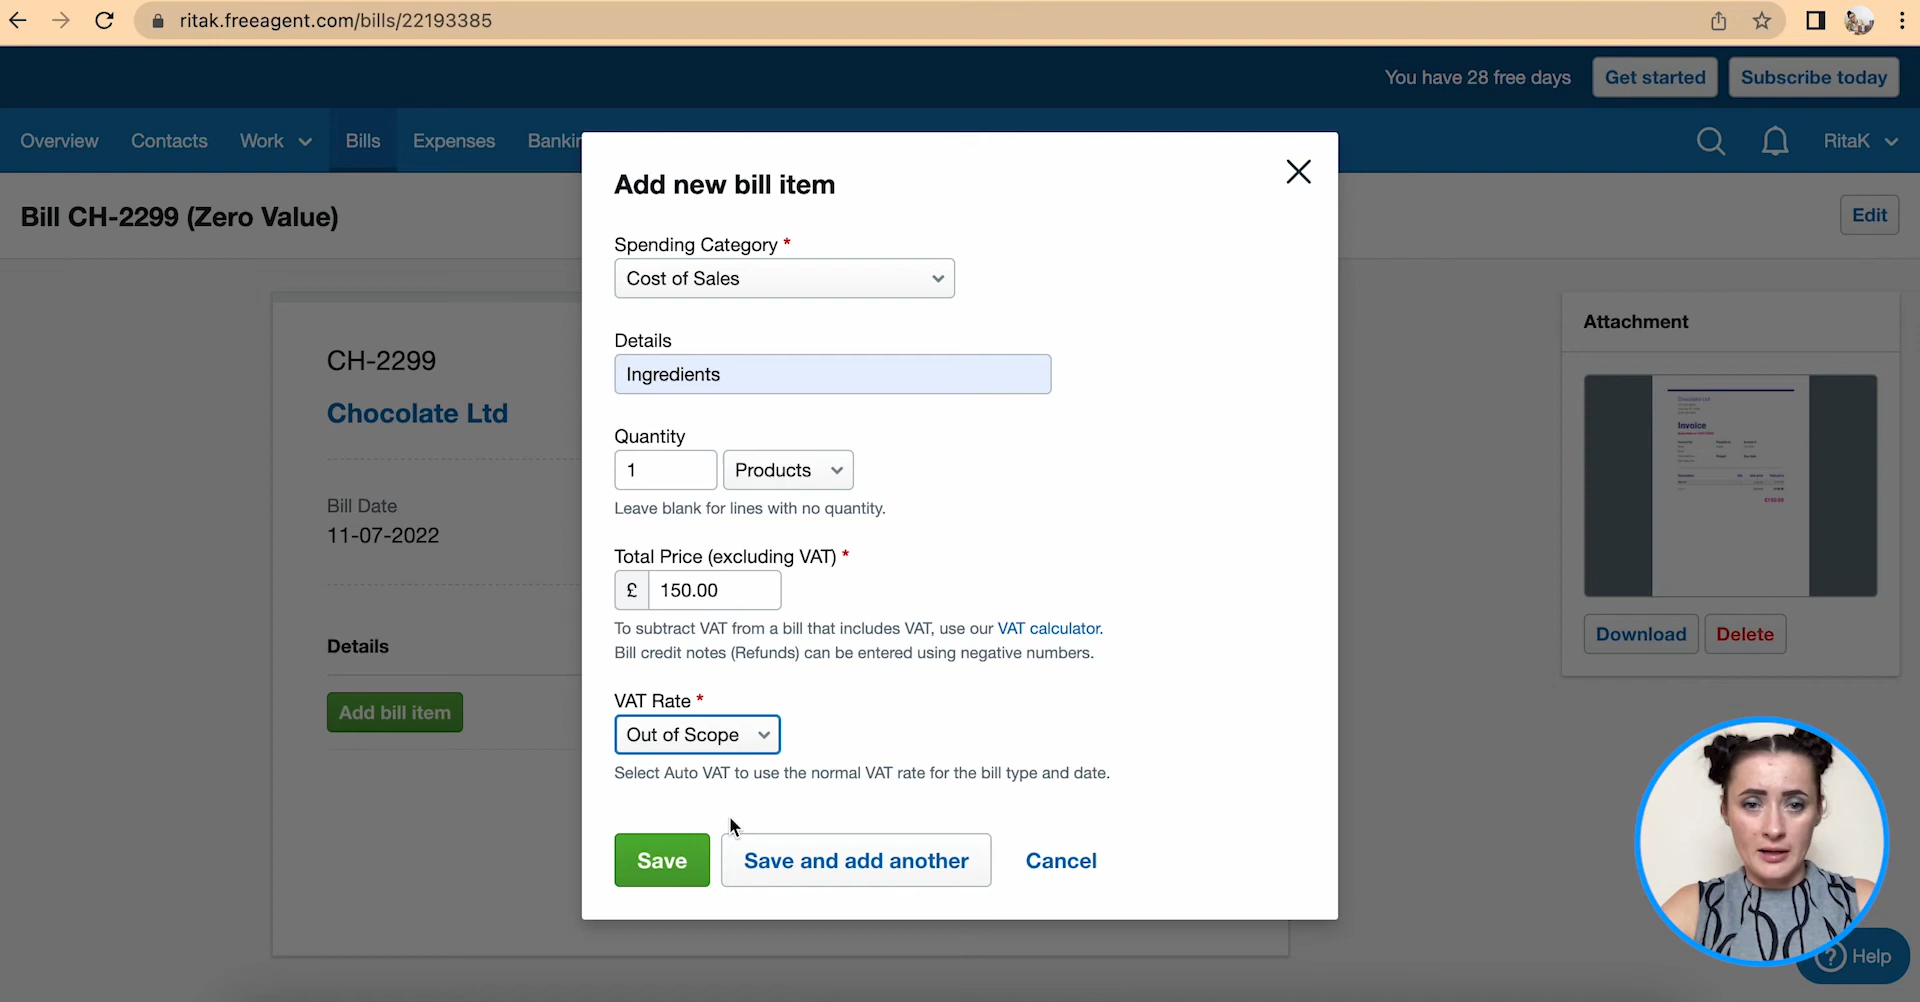 ritak.freeagent.com/bills/22193385
You have 28 free days
Get started
Subscribe today
Overview
Contacts
Work
Bills
Expenses
Bankin
RitaK
Bill CH-2299 (Zero Value)
Edit
Add new bill item
Spending Category *
Cost of Sales
Details
Ingredients
Quantity
1
Products
Leave blank for lines with no quantity.
Total Price (excluding VAT) *
£ 150.00
To subtract VAT from a bill that includes VAT, use our VAT calculator.
Bill credit notes (Refunds) can be entered using negative numbers.
VAT Rate *
Out of Scope
Select Auto VAT to use the normal VAT rate for the bill type and date.
Save
Save and add another
Cancel
CH-2299
Chocolate Ltd
Bill Date
11-07-2022
Details
Add bill item
Attachment
Chocolate Ltd
Invoice
£150.00
Download
Delete
? Help